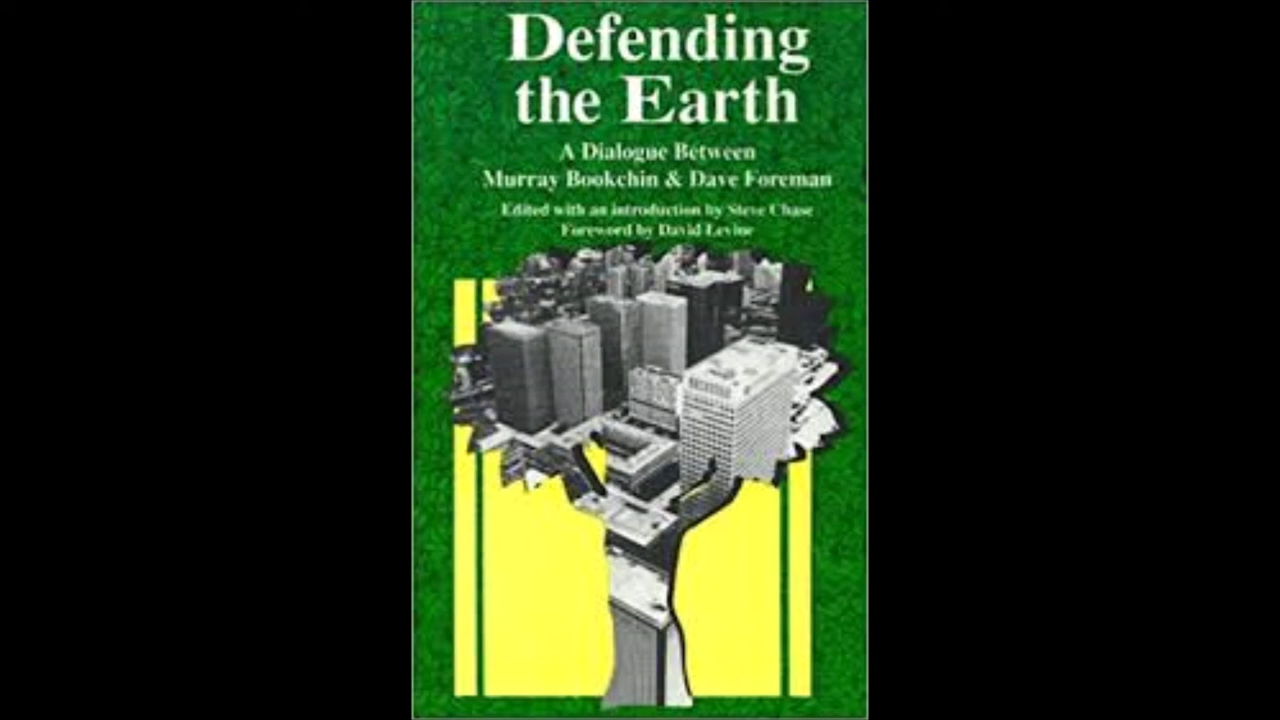 Defending
the Earth
A Dialogue Between
Murray Bookchin & Dave Foreman
Edited with an introduction by Steve Chase
Foreword by David Levine